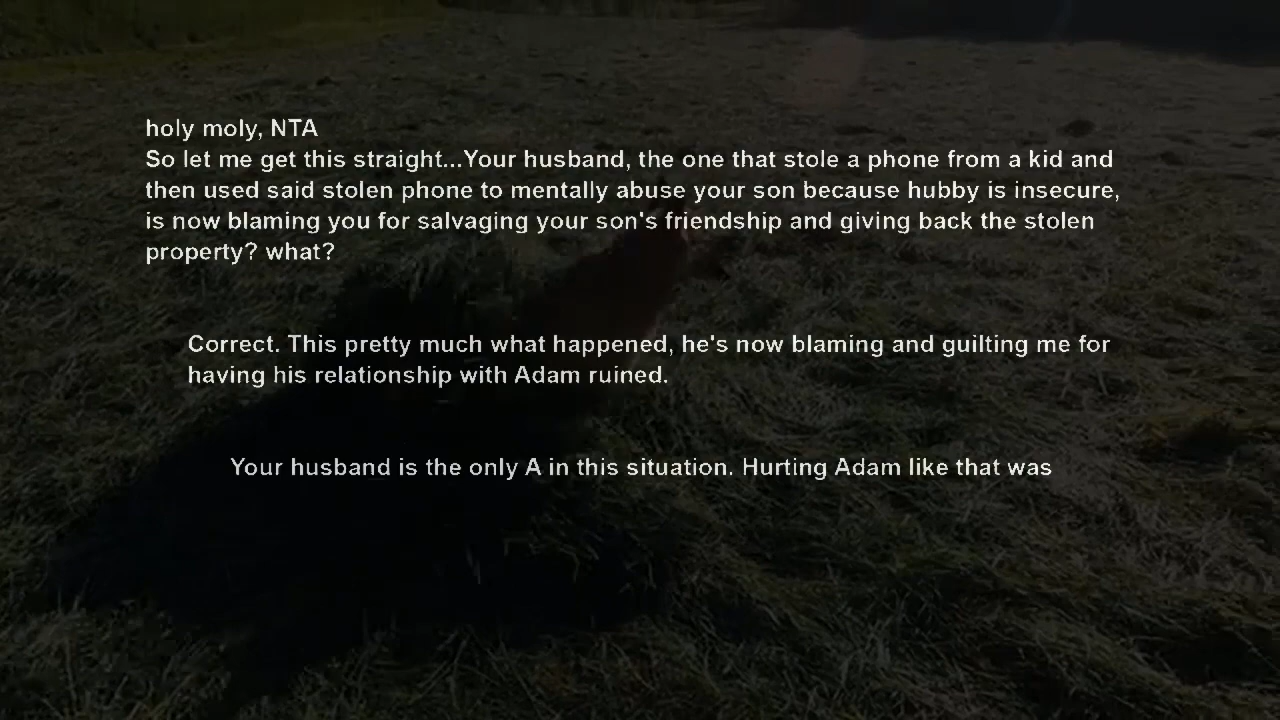 holy moly, NTA
So let me get this straight...Your husband, the one that stole a phone from a kid and
then used said stolen phone to mentally abuse your son because hubby is insecure,
is now blaming you for salvaging your son's friendship and giving back the stolen
property? what?
Correct. This pretty much what happened, he's now blaming and guilting me for
having his relationship with Adam ruined.
Your husband is the only A in this situation. Hurting Adam like that was